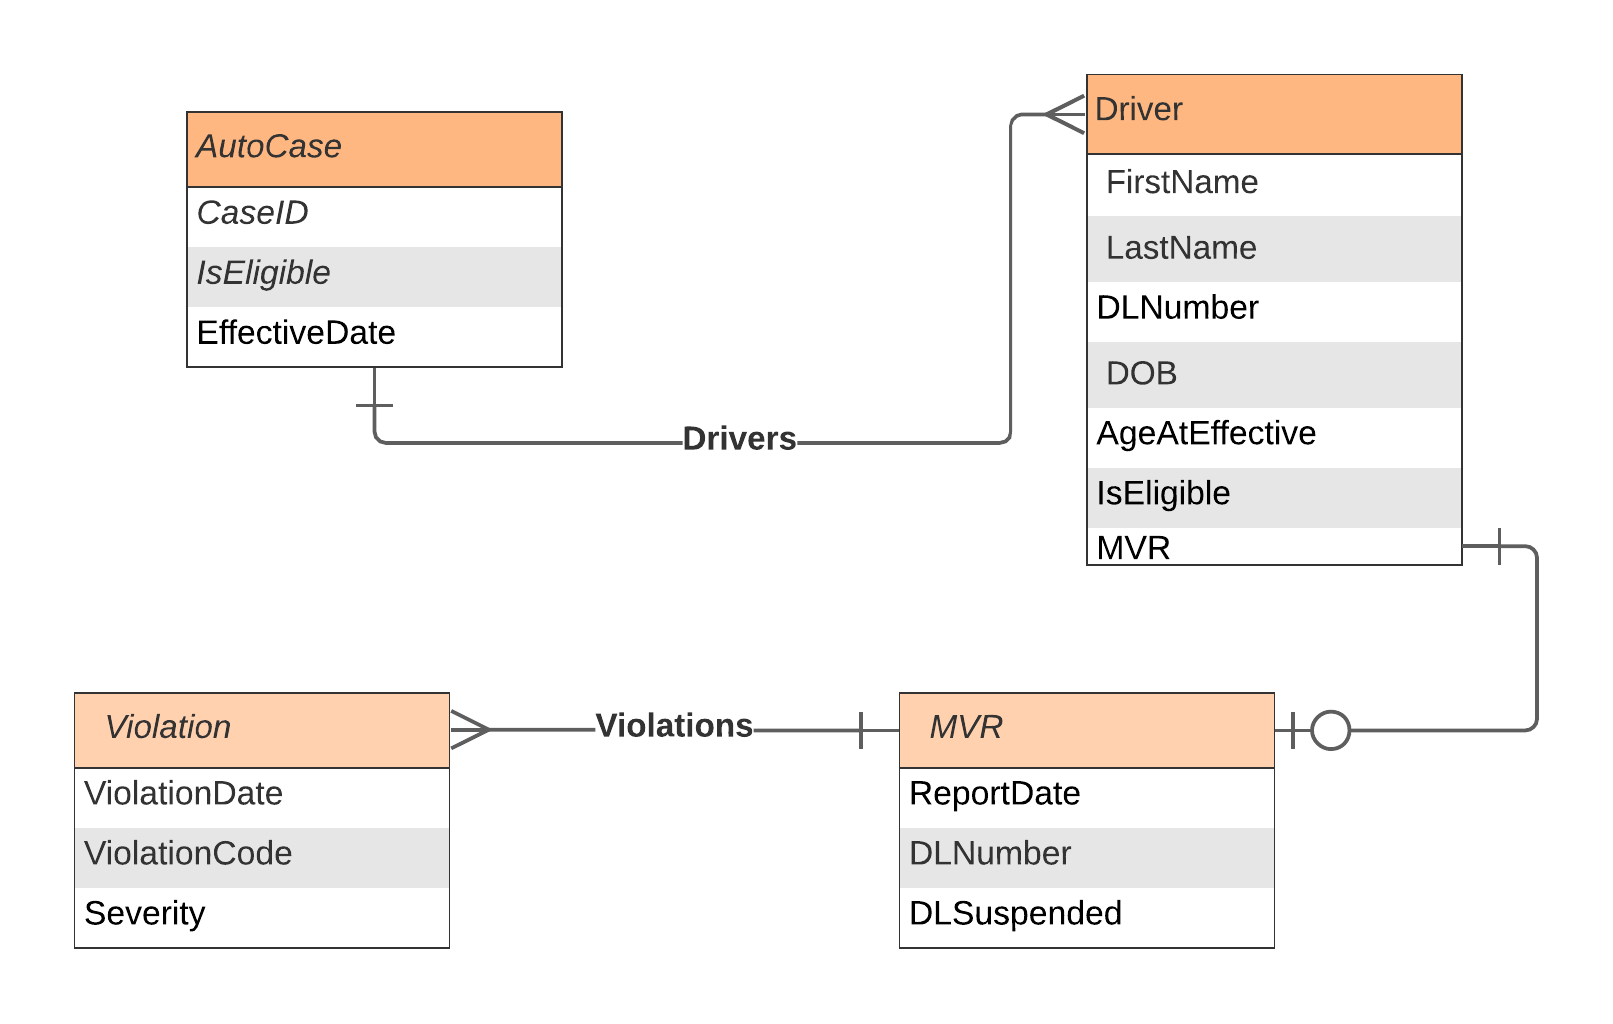 AutoCase
CaseID
IsEligible
EffectiveDate
Drivers
Driver
FirstName
LastName
DLNumber
DOB
AgeAtEffective
IsEligible
MVR
Violation
ViolationDate
ViolationCode
Severity
Violations
MVR
ReportDate
DLNumber
DLSuspended